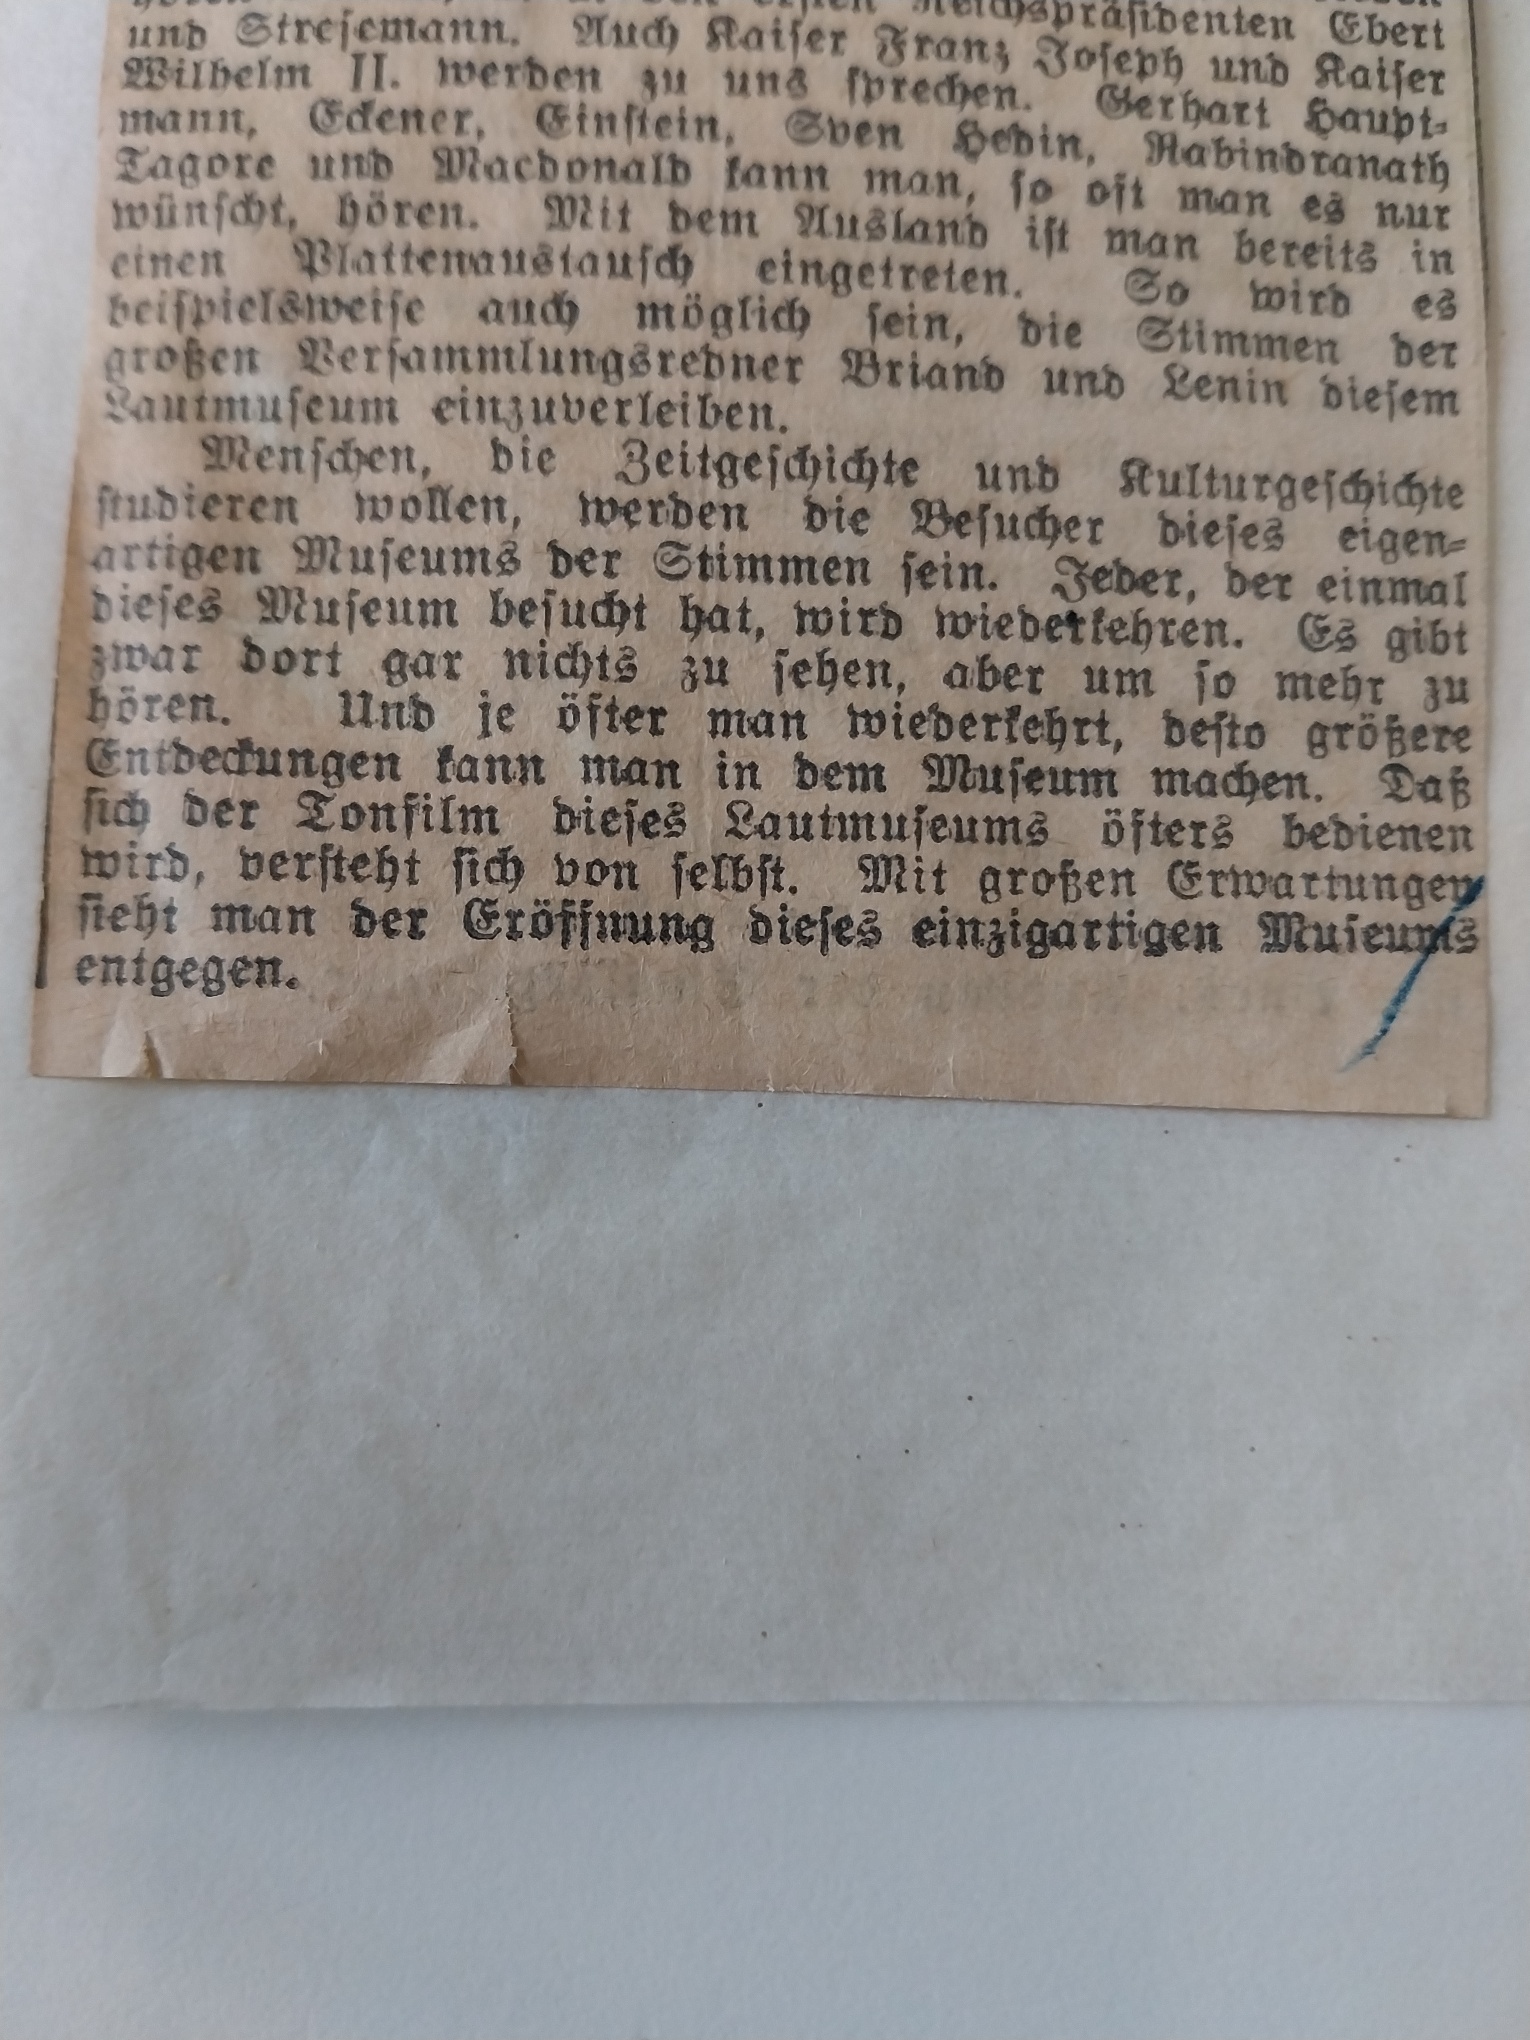 den ersten Reichspräsidenten Ebert
und Stresemann. Auch Kaiser Franz Joseph und Kaiser
Wilhelm II. werden zu uns sprechen. Gerhart Haupt-
mann, Eckener, Einstein, Sven Hedin, Rabindranath
Tagore und Macdonald kann man, so oft man es nur
wünscht, hören. Mit dem Ausland ist man bereits in
einen Plattenaustausch eingetreten. So wird es
beispielsweise auch möglich sein, die Stimmen der
großen Versammlungsredner Briand und Lenin diesem
Lautmuseum einzuverleiben.
Menschen, die Zeitgeschichte und Kulturgeschichte
studieren wollen, werden die Besucher dieses eigen-
artigen Museums der Stimmen sein. Jeder, der einmal
dieses Museum besucht hat, wird wiederkehren. Es gibt
zwar dort gar nichts zu sehen, aber um so mehr zu
hören. Und je öfter man wiederkehrt, desto größere
Entdeckungen kann man in dem Museum machen. Daß
sich der Tonfilm dieses Lautmuseums öfters bedienen
wird, versteht sich von selbst. Mit großen Erwartungen
sieht man der Eröffnung dieses einzigartigen Museums
entgegen.